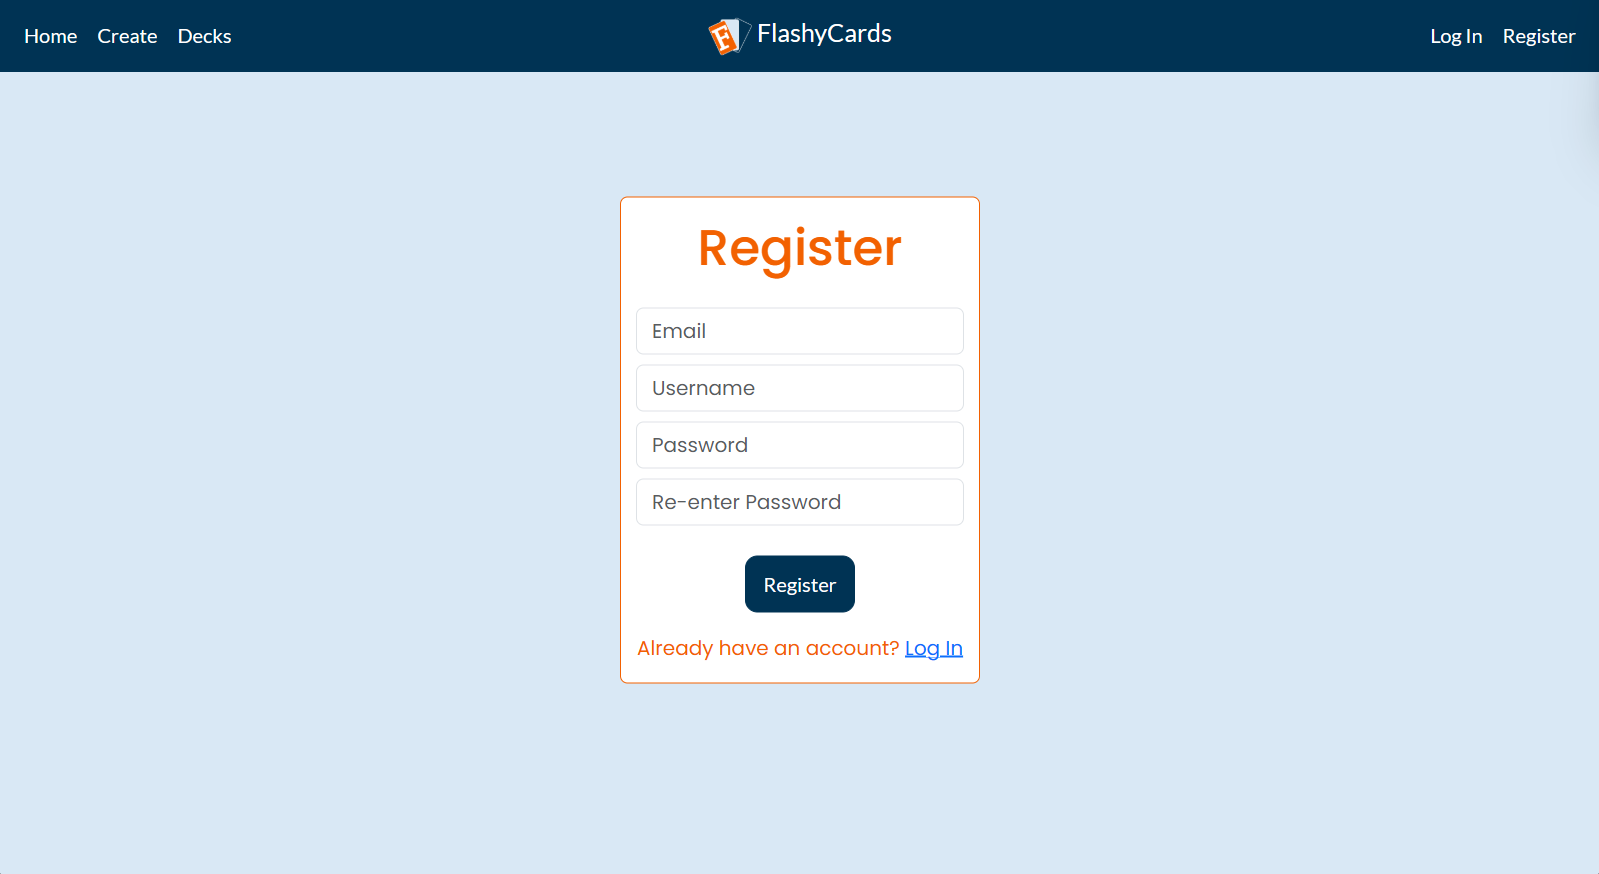 Home Create Decks F FlashyCards Log In Register
Register
Email
Username
Password
Re-enter Password
Register
Already have an account? Log In